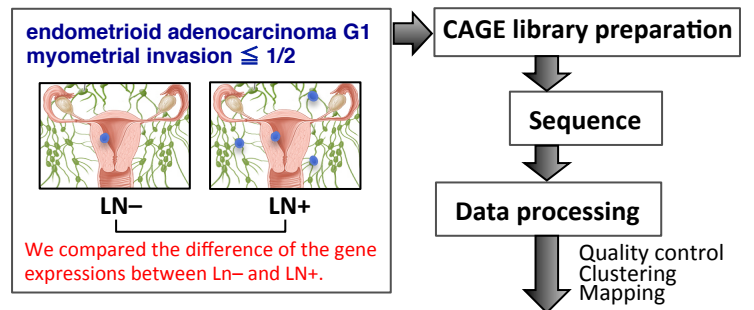 endometrioid adenocarcinoma G1
myometrial invasion ≦ 1/2
LN–
LN+
We compared the difference of the gene
expressions between Ln– and LN+.
CAGE library preparation
Sequence
Data processing
Quality control
Clustering
Mapping